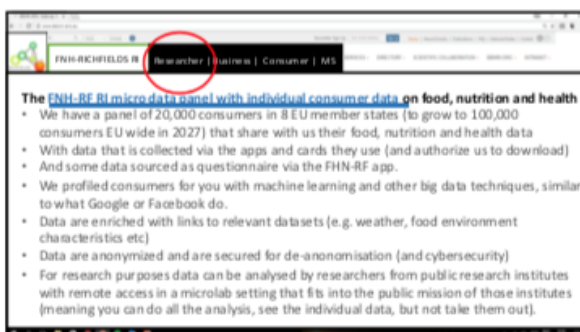 FNH-RICHFIELDS RI Researcher | Business | Consumer | MS
The FNH-RF RI micro data panel with individual consumer data on food, nutrition and health
• We have a panel of 20,000 consumers in 8 EU member states (to grow to 100,000
consumers EU wide in 2027) that share with us their food, nutrition and health data
• With data that is collected via the apps and cards they use (and authorize us to download)
• And some data sourced as questionnaire via the FHN-RF app.
• We profiled consumers for you with machine learning and other big data techniques, similar
to what Google or Facebook do.
• Data are enriched with links to relevant datasets (e.g. weather, food environment
characteristics etc)
• Data are anonymized and are secured for de-anonomisation (and cybersecurity)
• For research purposes data can be analysed by researchers from public research institutes
with remote access in a microlab setting that fits into the public mission of those institutes
(meaning you can do all the analysis, see the individual data, but not take them out).